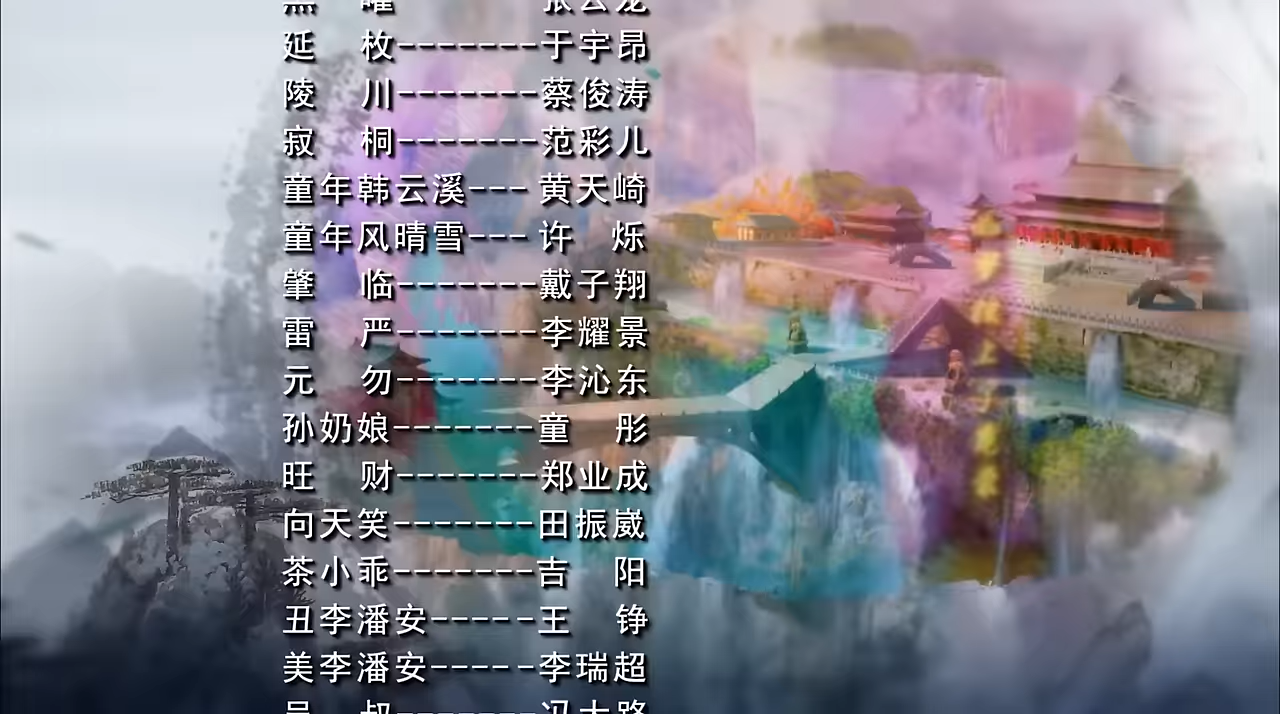 延 枚-------于宇昂
陵 川-------蔡俊涛
寂 桐-------范彩儿
童年韩云溪--- 黄天崎
童年风晴雪--- 许 烁
肇 临-------戴子翔
雷 严-------李耀景
元 勿-------李沁东
孙奶娘-------童 彤
旺 财-------郑业成
向天笑-------田振崴
茶小乖-------吉 阳
丑李潘安-----王 铮
美李潘安-----李瑞超